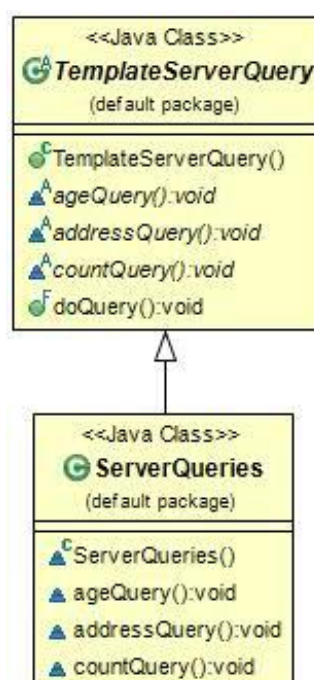 <<Java Class>>
TemplateServerQuery
(default package)
TemplateServerQuery()
ageQuery():void
addressQuery():void
countQuery():void
doQuery():void
<<Java Class>>
ServerQueries
(default package)
ServerQueries()
ageQuery():void
addressQuery():void
countQuery():void